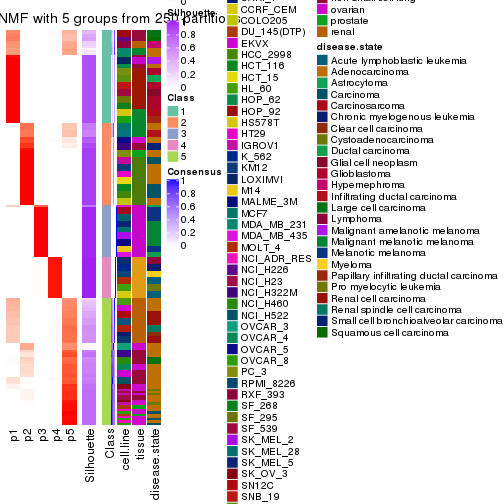 NMF with 5 groups from 250 partitions
Silhouette
1
0.8
0.6
0.4
0.2
0
Class
1
2
3
4
5
Consensus
1
0.8
0.6
0.4
0.2
0
p1
p2
p3
p4
p5
Silhouette
Class
cell.line
tissue
disease.state
CCRF_CEM
COLO205
DU_145(DTP)
EKVX
HCC_2998
HCT_116
HCT_15
HL_60
HOP_62
HOP_92
HS578T
HT29
IGROV1
K_562
KM12
LOXIMVI
M14
MALME_3M
MCF7
MDA_MB_231
MDA_MB_435
MOLT_4
NCI_ADR_RES
NCI_H226
NCI_H23
NCI_H322M
NCI_H460
NCI_H522
OVCAR_3
OVCAR_4
OVCAR_5
OVCAR_8
PC_3
RPMI_8226
RXF_393
SF_268
SF_295
SF_539
SK_MEL_2
SK_MEL_28
SK_MEL_5
SK_OV_3
SN12C
SNB_19
ovarian
prostate
renal
disease.state
Acute lymphoblastic leukemia
Adenocarcinoma
Astrocytoma
Carcinoma
Carcinosarcoma
Chronic myelogenous leukemia
Clear cell carcinoma
Cystoadenocarcinoma
Ductal carcinoma
Glial cell neoplasm
Glioblastoma
Hypernephroma
Infiltrating ductal carcinoma
Large cell carcinoma
Lymphoma
Malignant amelanotic melanoma
Malignant melanotic melanoma
Melanotic melanoma
Myeloma
Papillary infiltrating ductal carcinoma
Pro myelocytic leukemia
Renal cell carcinoma
Renal spindle cell carcinoma
Small cell bronchioalveolar carcinoma
Squamous cell carcinoma